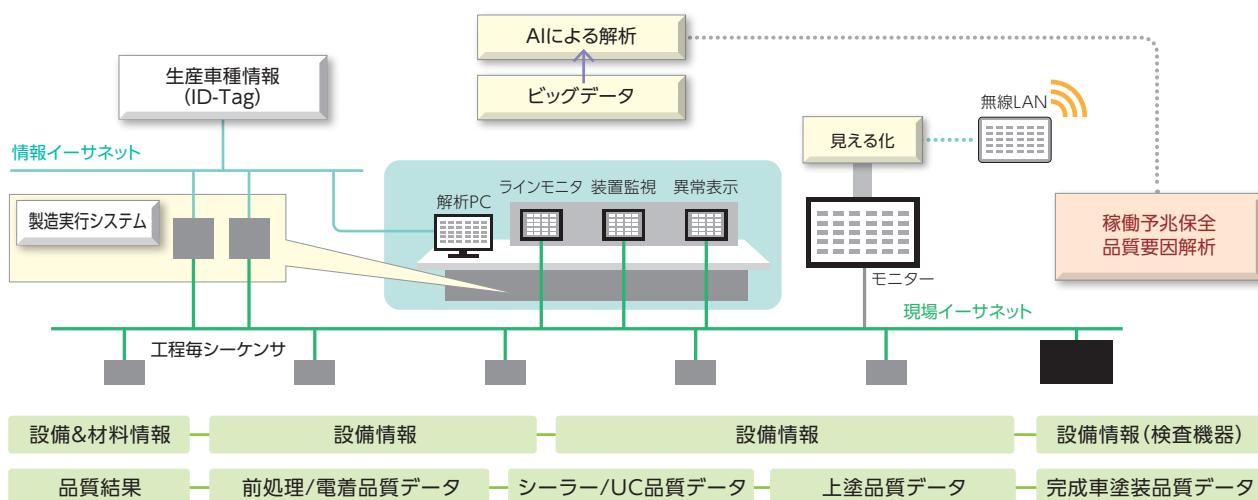 AIによる解析
ビッグデータ
生産車種情報
(ID-Tag)
無線LAN
見える化
情報イーサネット
製造実行システム
解析PC
ラインモニタ
装置監視
異常表示
稼働予兆保全
品質要因解析
モニター
現場イーサネット
工程毎シーケンサ
設備&材料情報
設備情報
設備情報
設備情報(検査機器)
品質結果
前処理/電着品質データ
シーラー/UC品質データ
上塗品質データ
完成車塗装品質データ